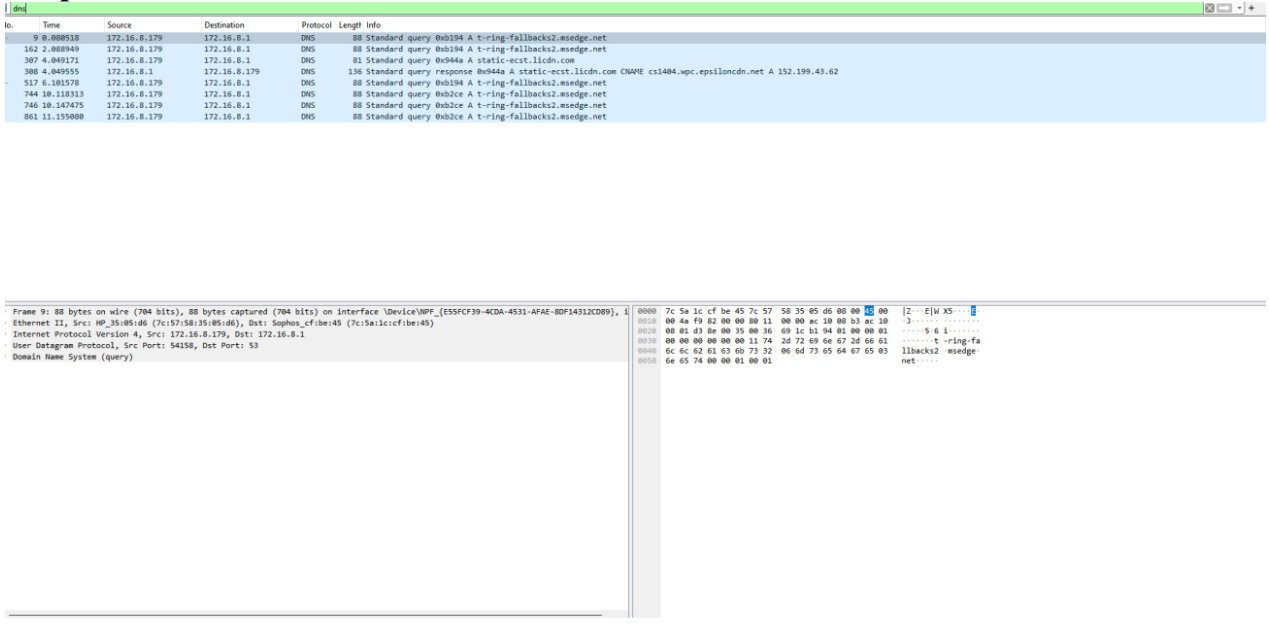 dns
No. Time Source Destination Protocol Length Info
9 0.080518 172.16.8.179 172.16.8.1 DNS 88 Standard query 0xb194 A t-ring-fallbacks2.msedge.net
162 2.088949 172.16.8.179 172.16.8.1 DNS 88 Standard query 0xb194 A t-ring-fallbacks2.msedge.net
307 4.049171 172.16.8.179 172.16.8.1 DNS 81 Standard query 0x944a A static-ecst.licdn.com
308 4.049555 172.16.8.1 172.16.8.179 DNS 136 Standard query response 0x944a A static-ecst.licdn.com CNAME cs1404.wpc.epsiloncdn.net A 152.199.43.62
517 6.101578 172.16.8.179 172.16.8.1 DNS 88 Standard query 0xb194 A t-ring-fallbacks2.msedge.net
744 10.118313 172.16.8.179 172.16.8.1 DNS 88 Standard query 0xb2ce A t-ring-fallbacks2.msedge.net
746 10.147475 172.16.8.179 172.16.8.1 DNS 88 Standard query 0xb2ce A t-ring-fallbacks2.msedge.net
861 11.155080 172.16.8.179 172.16.8.1 DNS 88 Standard query 0xb2ce A t-ring-fallbacks2.msedge.net
Frame 9: 88 bytes on wire (704 bits), 88 bytes captured (704 bits) on interface \Device\NPF_{E55FCF39-4CDA-4531-AFAE-8DF14312CD89}, i
Ethernet II, Src: HP_35:05:d6 (7c:57:58:35:05:d6), Dst: Sophos_cf:be:45 (7c:5a:1c:cf:be:45)
Internet Protocol Version 4, Src: 172.16.8.179, Dst: 172.16.8.1
User Datagram Protocol, Src Port: 54158, Dst Port: 53
Domain Name System (query)
0000 7c 5a 1c cf be 45 7c 57 58 35 05 d6 08 00 45 00 |Z···E|W X5····E·
0010 00 4a f9 82 00 00 80 11 00 00 ac 10 08 b3 ac 10 ·J······ ········
0020 08 01 d3 8e 00 35 00 36 69 1c b1 94 01 00 00 01 ·····5·6 i·······
0030 00 00 00 00 00 00 11 74 2d 72 69 6e 67 2d 66 61 ·······t -ring-fa
0040 6c 6c 62 61 63 6b 73 32 06 6d 73 65 64 67 65 03 llbacks2 ·msedge·
0050 6e 65 74 00 00 01 00 01 net·····